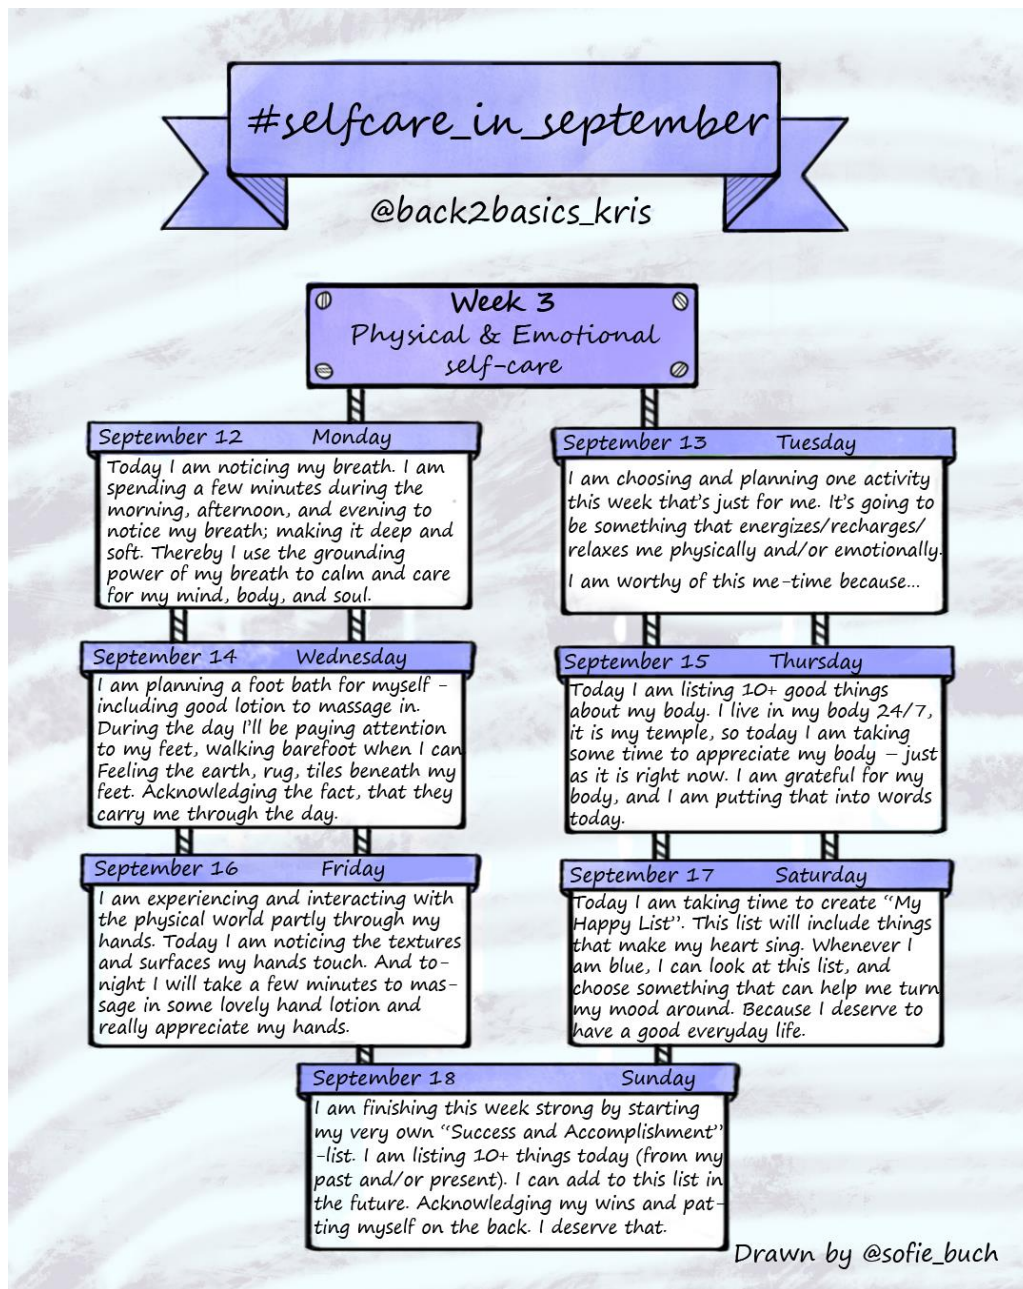 #selfcare_in_september
@back2basics_kris
Week 3
Physical & Emotional
self-care
September 12 Monday
Today I am noticing my breath. I am
spending a few minutes during the
morning, afternoon, and evening to
notice my breath; making it deep and
soft. Thereby I use the grounding
power of my breath to calm and care
for my mind, body, and soul.
September 13 Tuesday
I am choosing and planning one activity
this week that's just for me. It's going to
be something that energizes/recharges/
relaxes me physically and/or emotionally.
I am worthy of this me-time because...
September 14 Wednesday
I am planning a foot bath for myself -
including good lotion to massage in.
During the day I'll be paying attention
to my feet, walking barefoot when I can
Feeling the earth, rug, tiles beneath my
feet. Acknowledging the fact, that they
carry me through the day.
September 15 Thursday
Today I am listing 10+ good things
about my body. I live in my body 24/7,
it is my temple, so today I am taking
some time to appreciate my body – just
as it is right now. I am grateful for my
body, and I am putting that into words
today.
September 16 Friday
I am experiencing and interacting with
the physical world partly through my
hands. Today I am noticing the textures
and surfaces my hands touch. And to-
night I will take a few minutes to mas-
sage in some lovely hand lotion and
really appreciate my hands.
September 17 Saturday
Today I am taking time to create “My
Happy List”. This list will include things
that make my heart sing. Whenever I
am blue, I can look at this list, and
choose something that can help me turn
my mood around. Because I deserve to
have a good everyday life.
September 18 Sunday
I am finishing this week strong by starting
my very own “Success and Accomplishment”
-list. I am listing 10+ things today (from my
past and/or present). I can add to this list in
the future. Acknowledging my wins and pat-
ting myself on the back. I deserve that.
Drawn by @sofie_buch